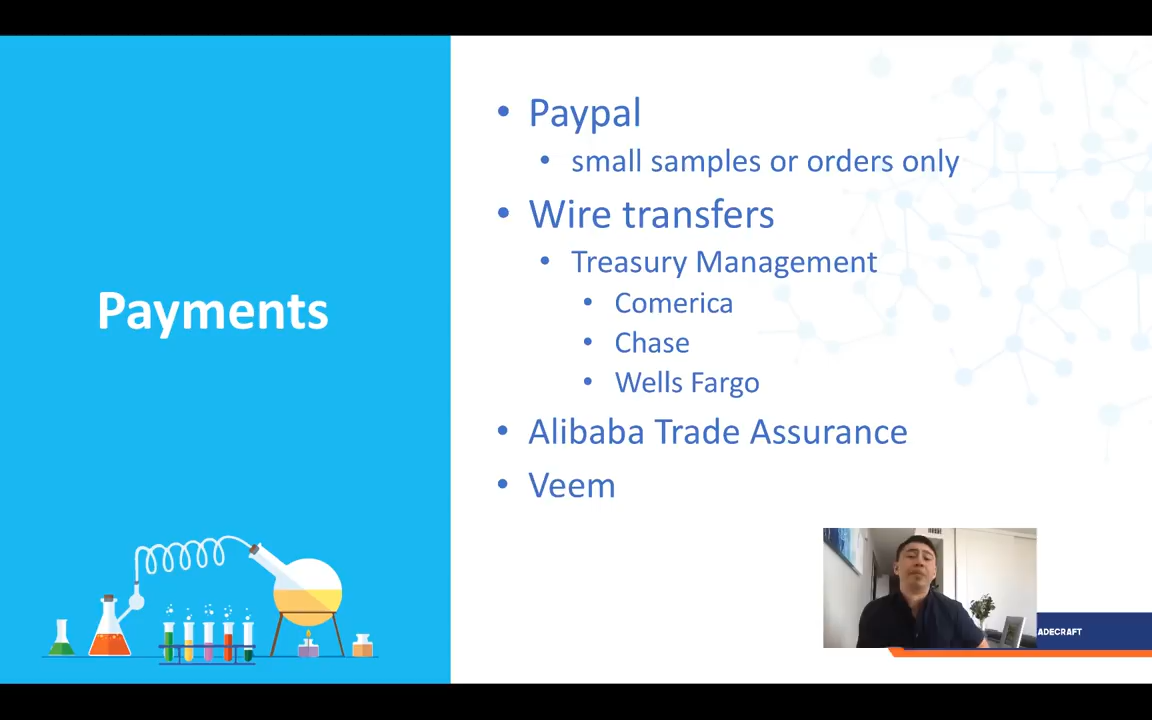 Payments
• Paypal
• small samples or orders only
• Wire transfers
• Treasury Management
• Comerica
• Chase
• Wells Fargo
• Alibaba Trade Assurance
• Veem
ADECRAFT